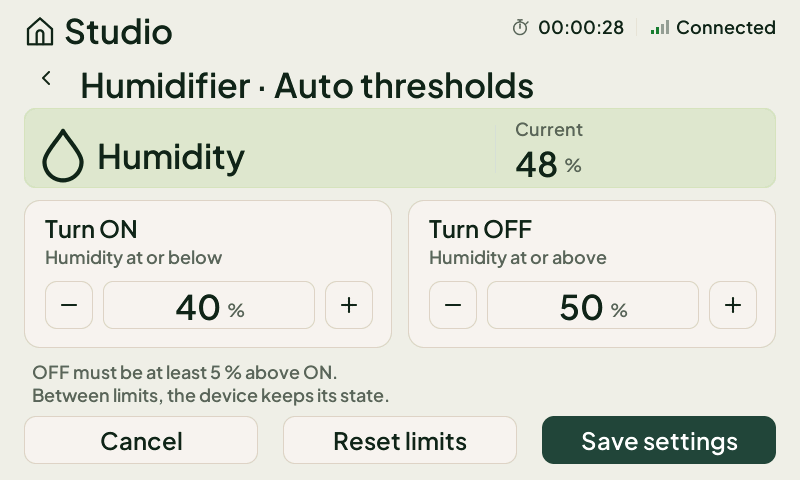 Studio
00:00:28
Connected
Humidifier · Auto thresholds
Humidity
Current
48 %
Turn ON
Humidity at or below
− 40 % +
Turn OFF
Humidity at or above
− 50 % +
OFF must be at least 5 % above ON.
Between limits, the device keeps its state.
Cancel
Reset limits
Save settings